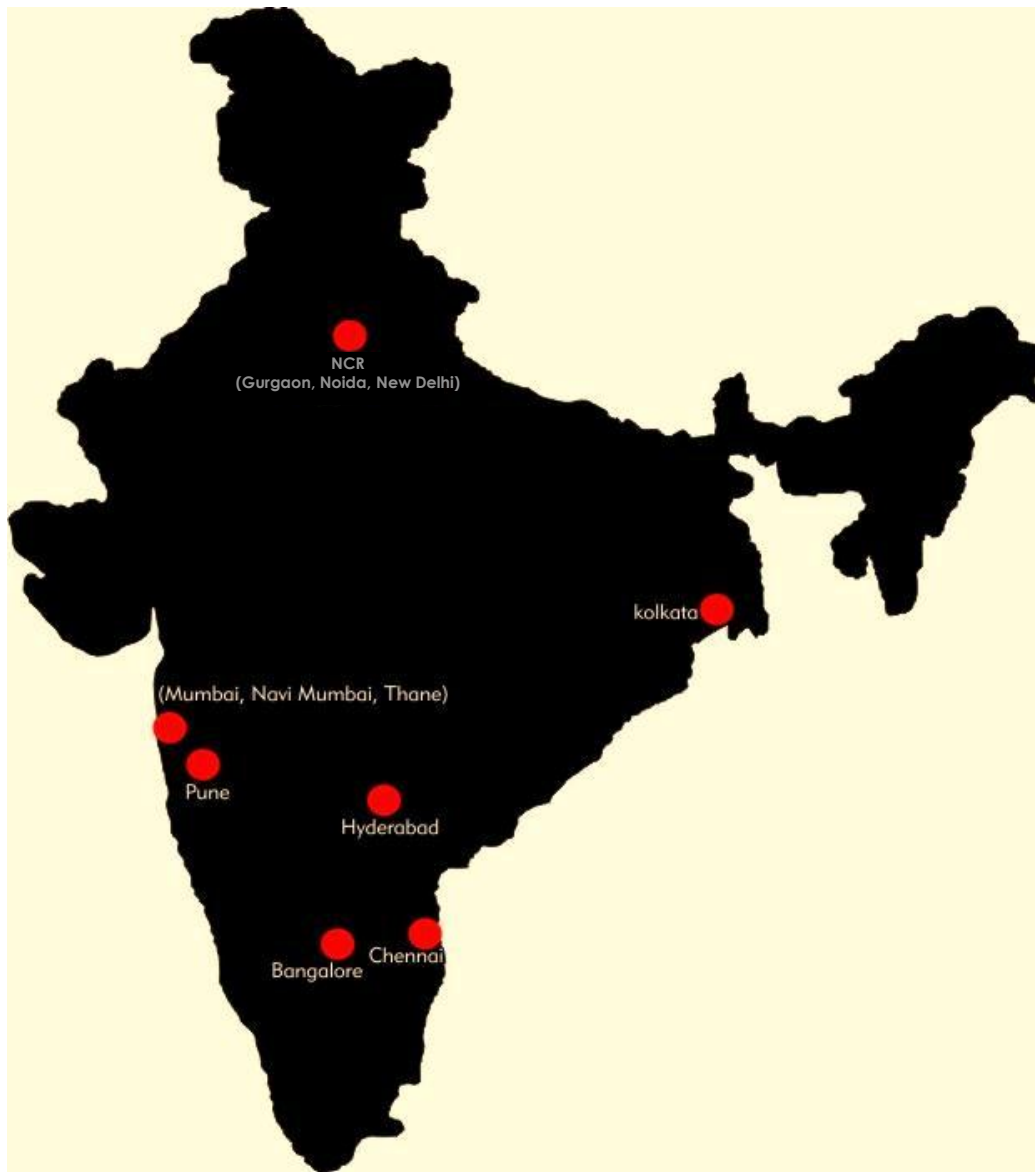 NCR
(Gurgaon, Noida, New Delhi)
kolkata
(Mumbai, Navi Mumbai, Thane)
Pune
Hyderabad
Chennai
Bangalore